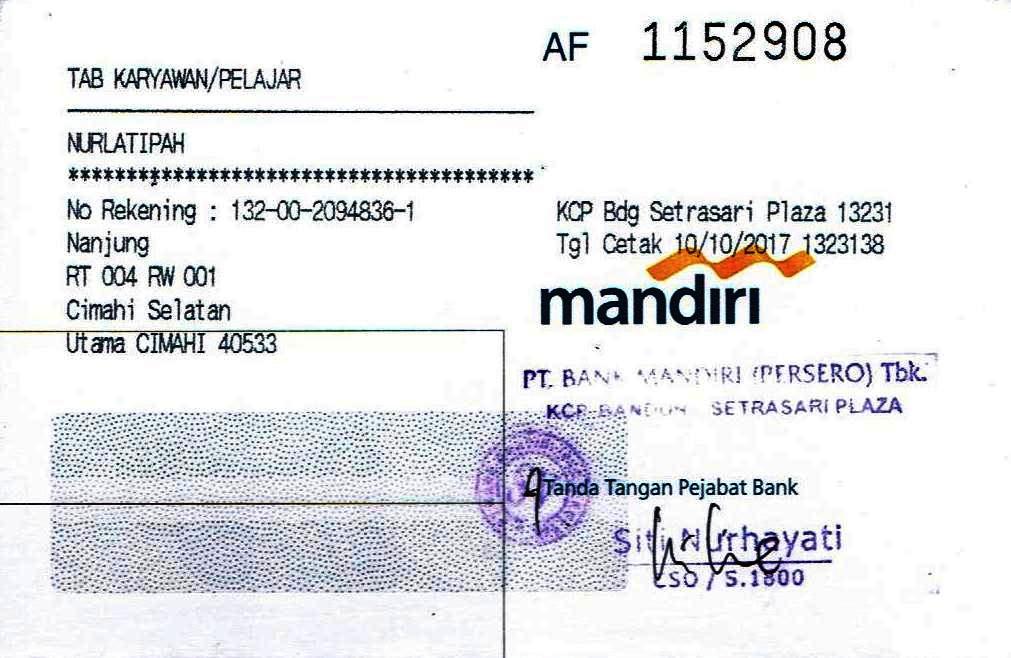 AF 1152908
TAB KARYAWAN/PELAJAR
NURLATIPAH
****************************************
No Rekening : 132-00-2094836-1
Nanjung
RT 004 RW 001
Cimahi Selatan
Utama CIMAHI 40533
KCP Bdg Setrasari Plaza 13231
Tgl Cetak 10/10/2017 1323138
mandırı
PT. BANK MANDIRI (PERSERO) Tbk.
KCP-BANDUNG SETRASARI PLAZA
Tanda Tangan Pejabat Bank
Siti Nurhayati
CSO / S.1800